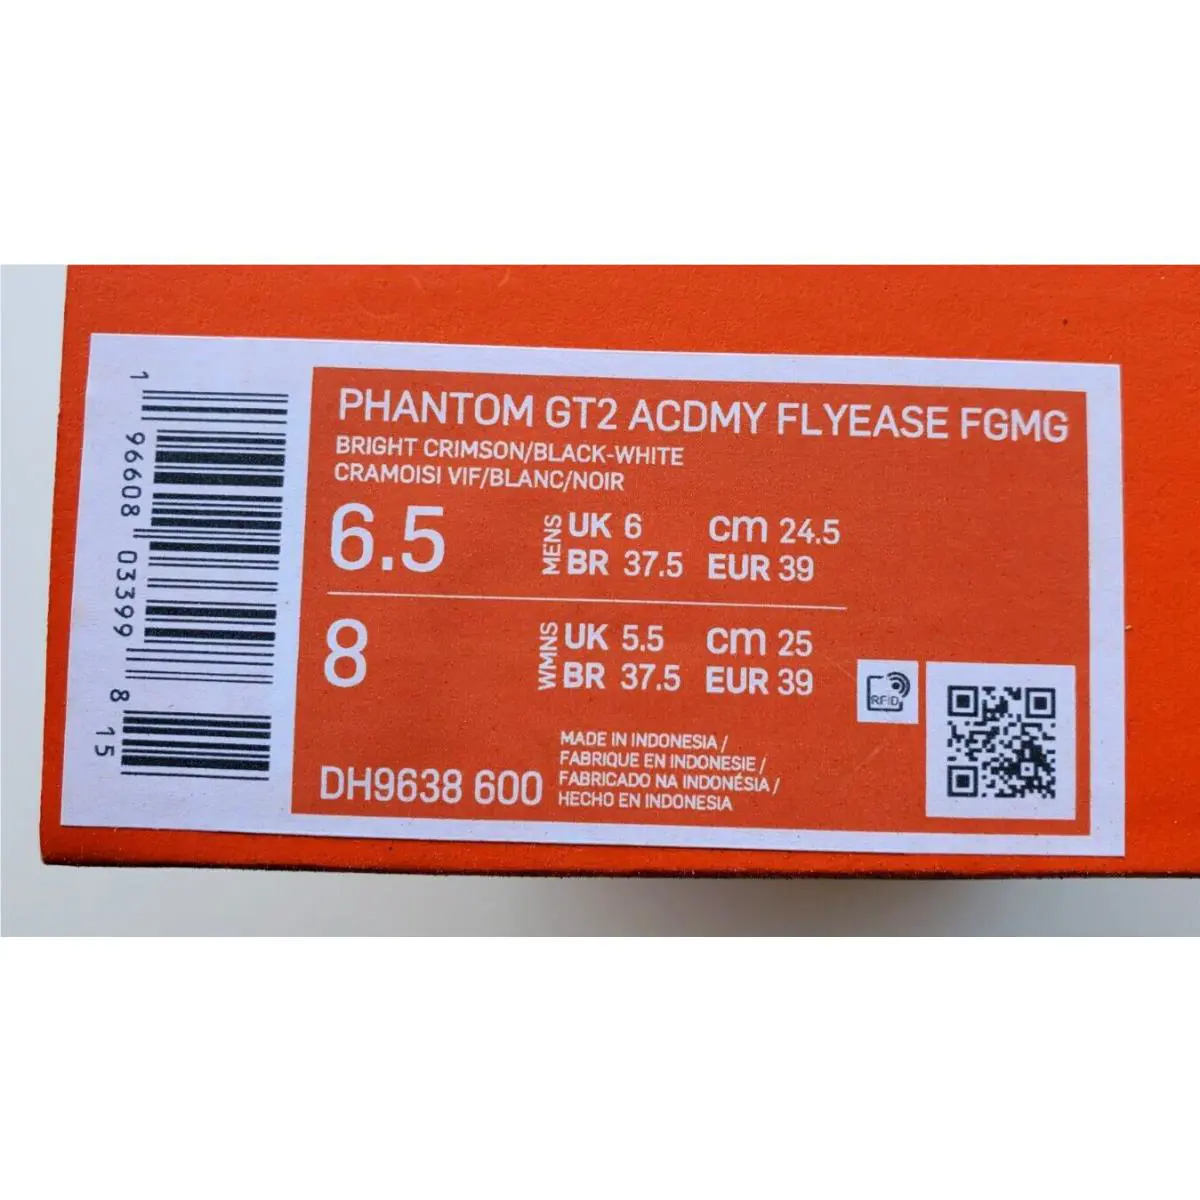 1 96608 03399 8 15
PHANTOM GT2 ACDMY FLYEASE FGMG
BRIGHT CRIMSON/BLACK-WHITE
CRAMOISI VIF/BLANC/NOIR
6.5 MENS UK 6 cm 24.5
BR 37.5 EUR 39
8 WMNS UK 5.5 cm 25
BR 37.5 EUR 39
RFID
DH9638 600
MADE IN INDONESIA /
FABRIQUE EN INDONESIE /
FABRICADO NA INDONÉSIA /
HECHO EN INDONESIA